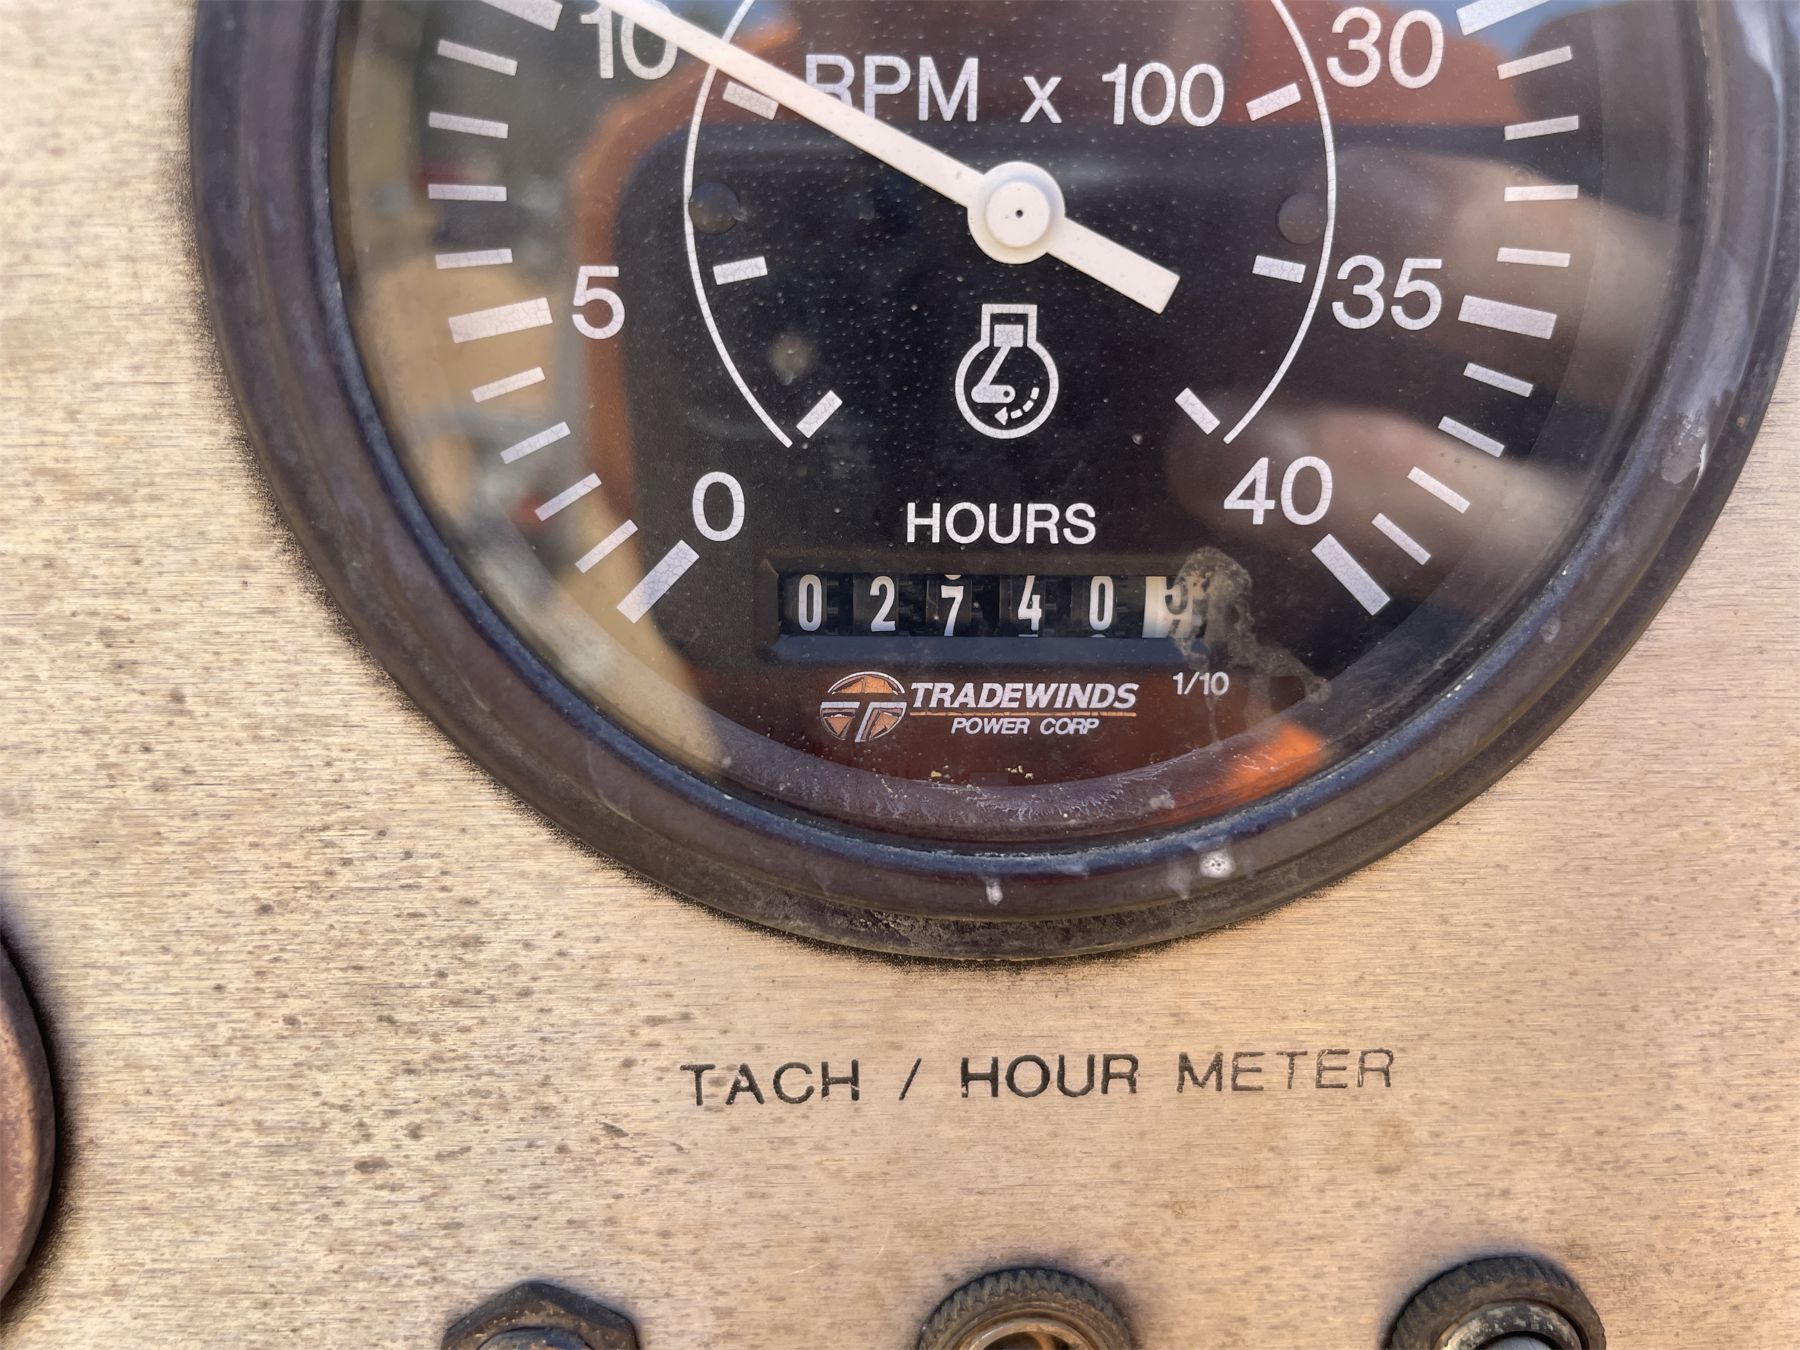 10 30
RPM x 100
5 35
0 40
HOURS
02740
1/10
TRADEWINDS
POWER CORP
TACH / HOUR METER